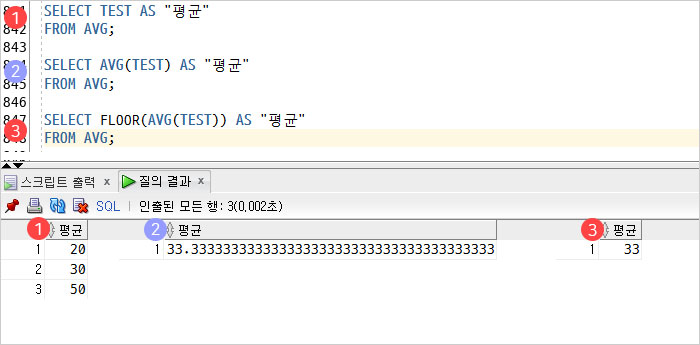 SELECT TEST AS "평균"
842 FROM AVG;
843
SELECT AVG(TEST) AS "평균"
845 FROM AVG;
846
847 SELECT FLOOR(AVG(TEST)) AS "평균"
FROM AVG;
스크립트 출력 x 질의 결과 x
SQL | 인출된 모든 행: 3(0,002초)
1 평균 2 평균 3 평균
1 20 1 33.3333333333333333333333333333333333333 1 33
2 30
3 50